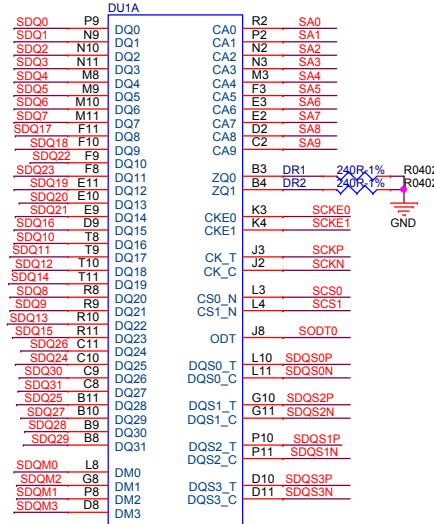 DU1A
SDQ0 P9 DQ0 CA0 R2 SA0
SDQ1 N9 DQ1 CA1 P2 SA1
SDQ2 N10 DQ2 CA2 N2 SA2
SDQ3 N11 DQ3 CA3 N3 SA3
SDQ4 M8 DQ4 CA4 M3 SA4
SDQ5 M9 DQ5 CA5 F3 SA5
SDQ6 M10 DQ6 CA6 E3 SA6
SDQ7 M11 DQ7 CA7 E2 SA7
SDQ17 F11 DQ8 CA8 D2 SA8
SDQ18 F10 DQ9 CA9 C2 SA9
SDQ22 F9 DQ10
SDQ23 F8 DQ11 ZQ0 B3 DR1 240R-1% R0402
SDQ19 E11 DQ12 ZQ1 B4 DR2 240R-1% R0402
SDQ20 E10 DQ13
SDQ21 E9 DQ14 CKE0 K3 SCKE0
SDQ16 D9 DQ15 CKE1 K4 SCKE1
GND
SDQ10 T8 DQ16
SDQ11 T9 DQ17 CK_T J3 SCKP
SDQ12 T10 DQ18 CK_C J2 SCKN
SDQ14 T11 DQ19
SDQ8 R8 DQ20 CS0_N L3 SCS0
SDQ9 R9 DQ21 CS1_N L4 SCS1
SDQ13 R10 DQ22
SDQ15 R11 DQ23 ODT J8 SODT0
SDQ26 C11 DQ24
SDQ24 C10 DQ25 DQS0_T L10 SDQS0P
SDQ30 C9 DQ26 DQS0_C L11 SDQS0N
SDQ31 C8 DQ27
SDQ25 B11 DQ28 DQS1_T G10 SDQS2P
SDQ27 B10 DQ29 DQS1_C G11 SDQS2N
SDQ28 B9 DQ30
SDQ29 B8 DQ31 DQS2_T P10 SDQS1P
DQS2_C P11 SDQS1N
SDQM0 L8 DM0
SDQM2 G8 DM1 DQS3_T D10 SDQS3P
SDQM1 P8 DM2 DQS3_C D11 SDQS3N
SDQM3 D8 DM3